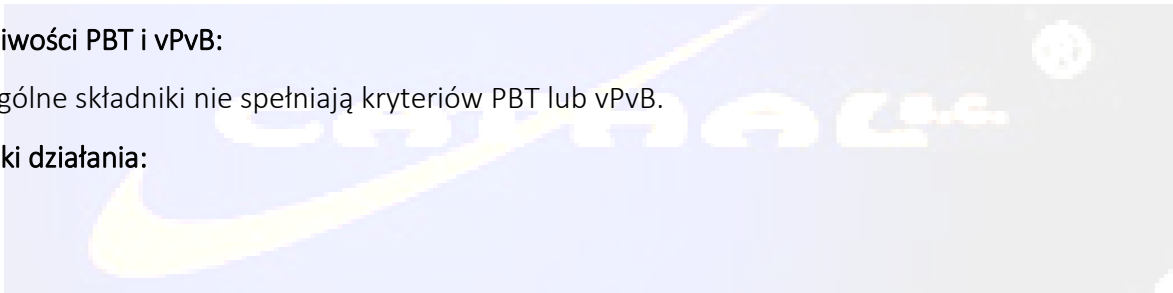 iwości PBT i vPvB:
gólne składniki nie spełniają kryteriów PBT lub vPvB.
ki działania: